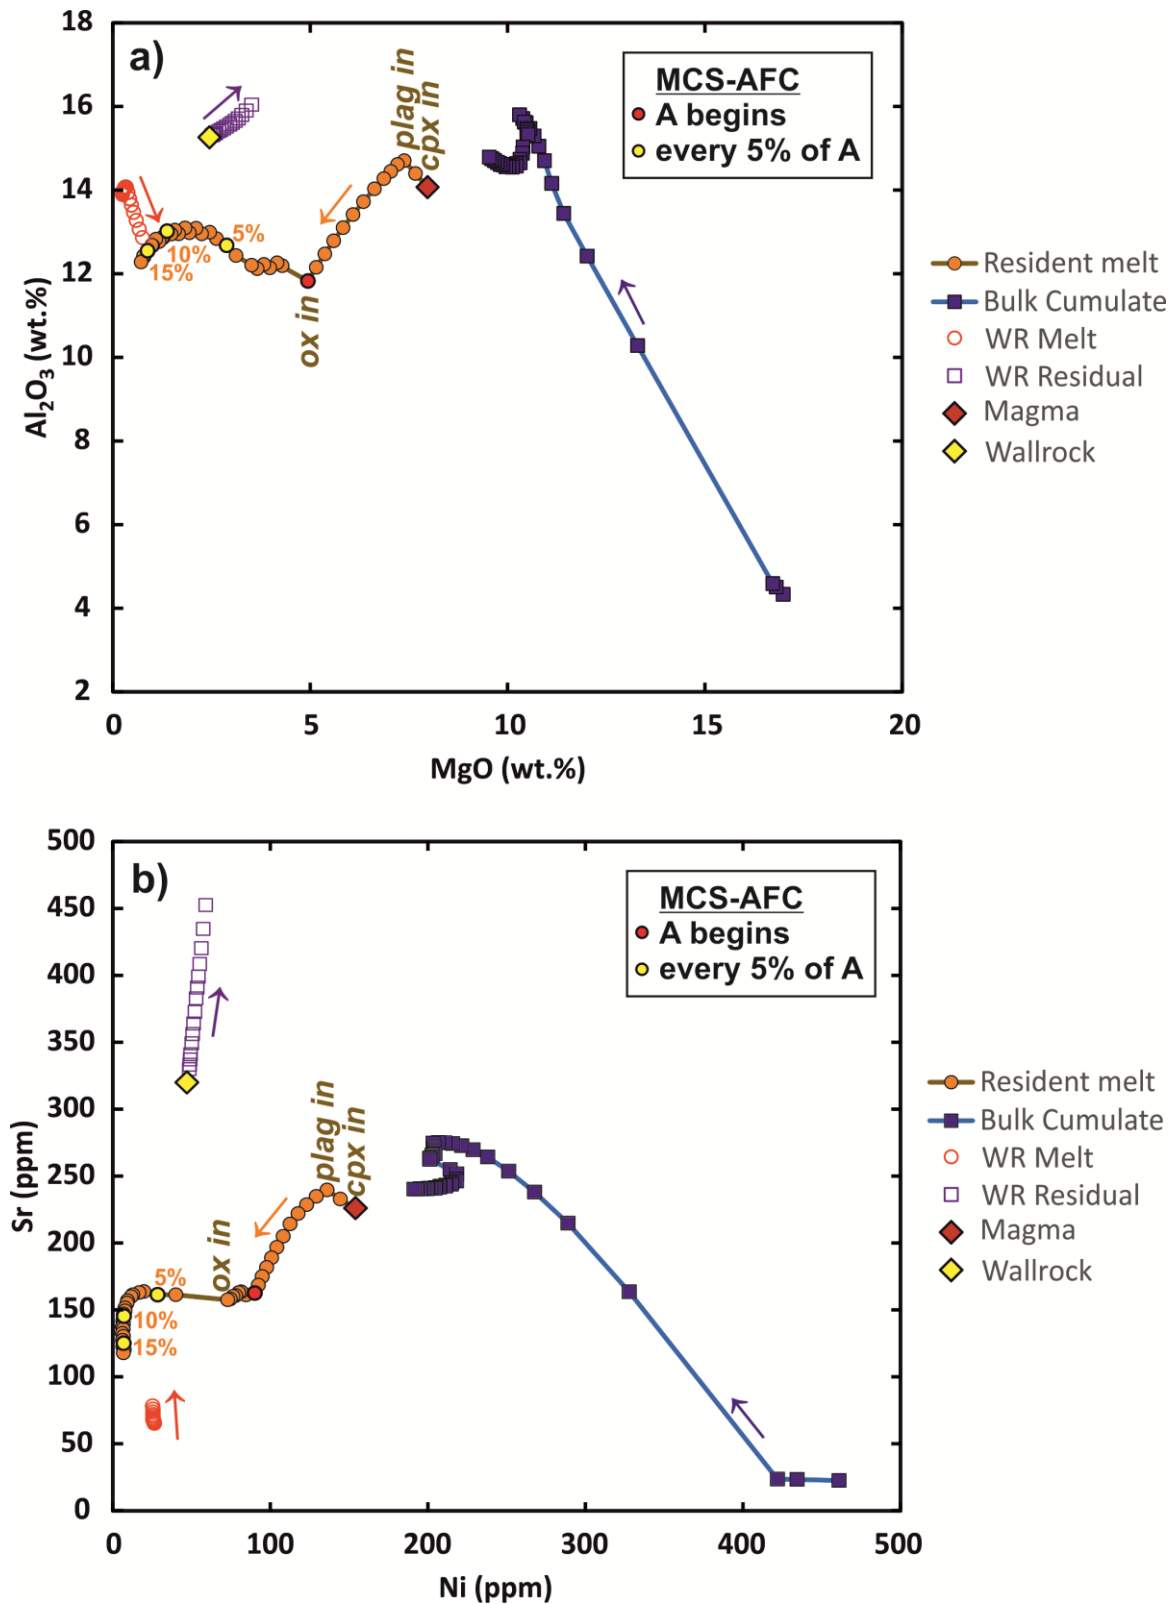 18
a)
MCS-AFC
A begins
every 5% of A
16
plag in
cpx in
14
5%
10%
15%
12
ox in
Resident melt
Bulk Cumulate
WR Melt
WR Residual
Magma
Wallrock
10
8
6
4
2
Al₂O₃ (wt.%)
0 5 10 15 20
MgO (wt.%)
500
b)
MCS-AFC
A begins
every 5% of A
450
400
350
300
plag in
cpx in
250
ox in
200
5%
150
10%
15%
100
50
0
Resident melt
Bulk Cumulate
WR Melt
WR Residual
Magma
Wallrock
Sr (ppm)
0 100 200 300 400 500
Ni (ppm)